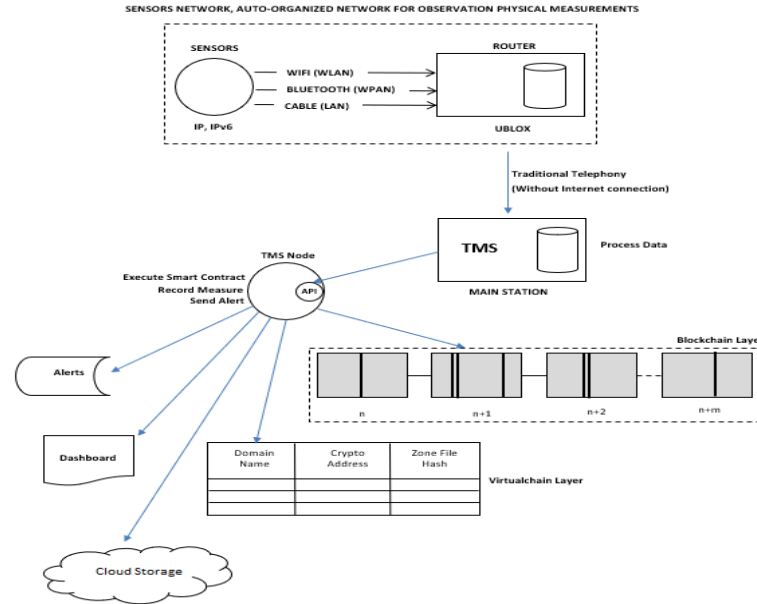 SENSORS NETWORK, AUTO-ORGANIZED NETWORK FOR OBSERVATION PHYSICAL MEASUREMENTS
SENSORS
ROUTER
WIFI (WLAN)
BLUETOOTH (WPAN)
CABLE (LAN)
IP, IPv6
UBLOX
Traditional Telephony
(Without Internet connection)
TMS
Process Data
MAIN STATION
TMS Node
Execute Smart Contract
Record Measure
Send Alert
API
Blockchain Laye
n
n+1
n+2
n+m
Alerts
Dashboard
Domain Name
Crypto Address
Zone File Hash
Virtualchain Layer
Cloud Storage